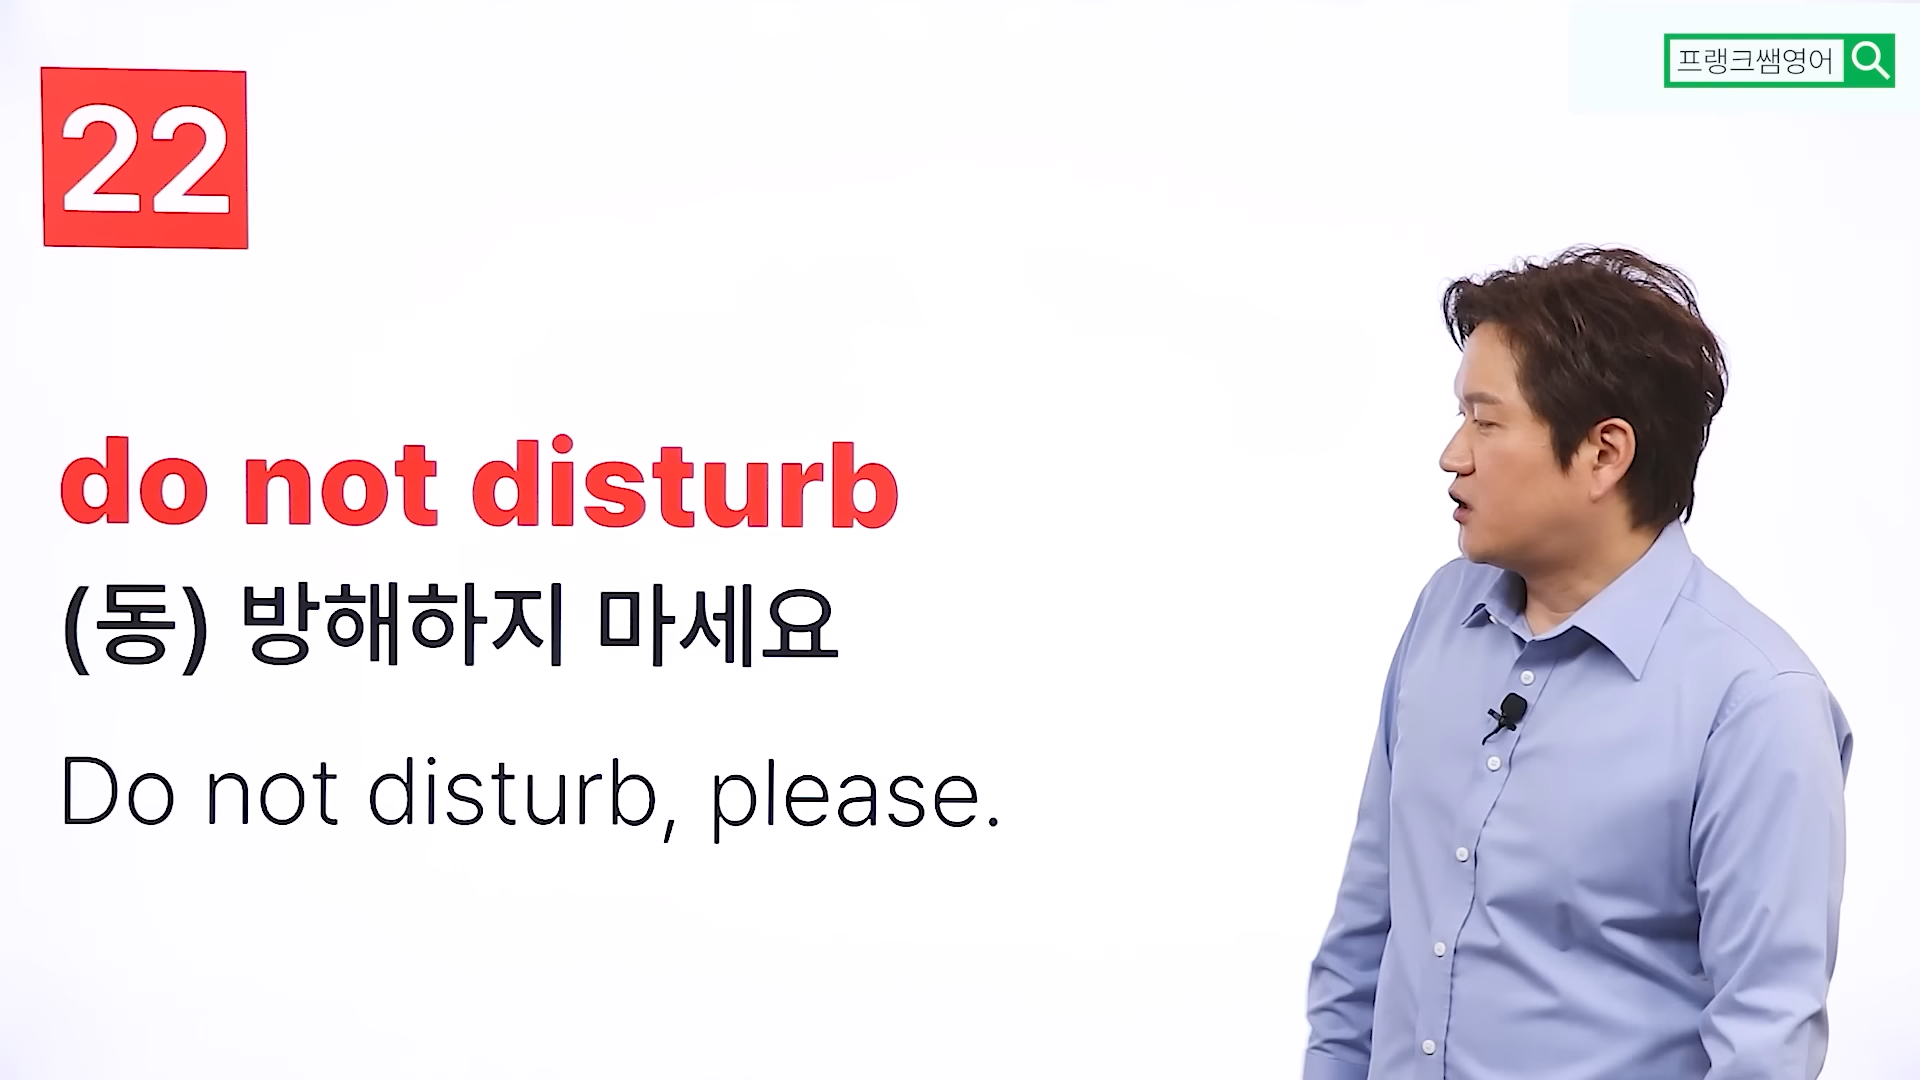 프랭크쌤영어
22
do not disturb
(동) 방해하지 마세요
Do not disturb, please.